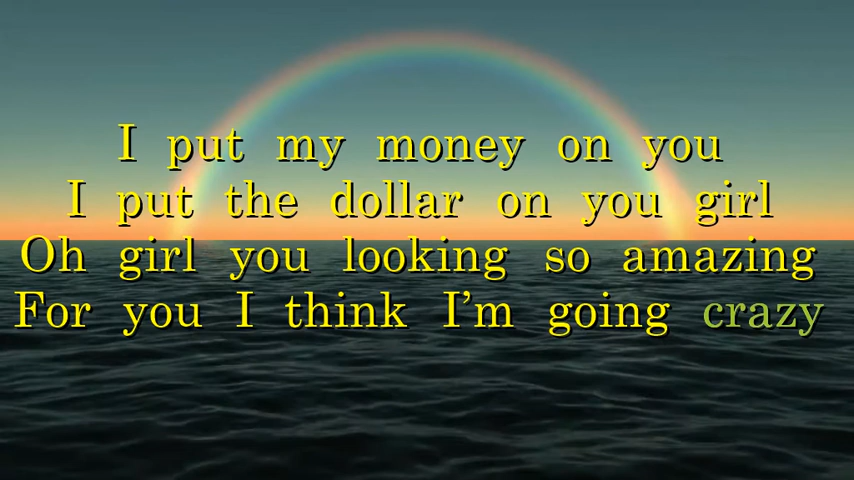 I put my money on you
I put the dollar on you girl
Oh girl you looking so amazing
For you I think I'm going crazy